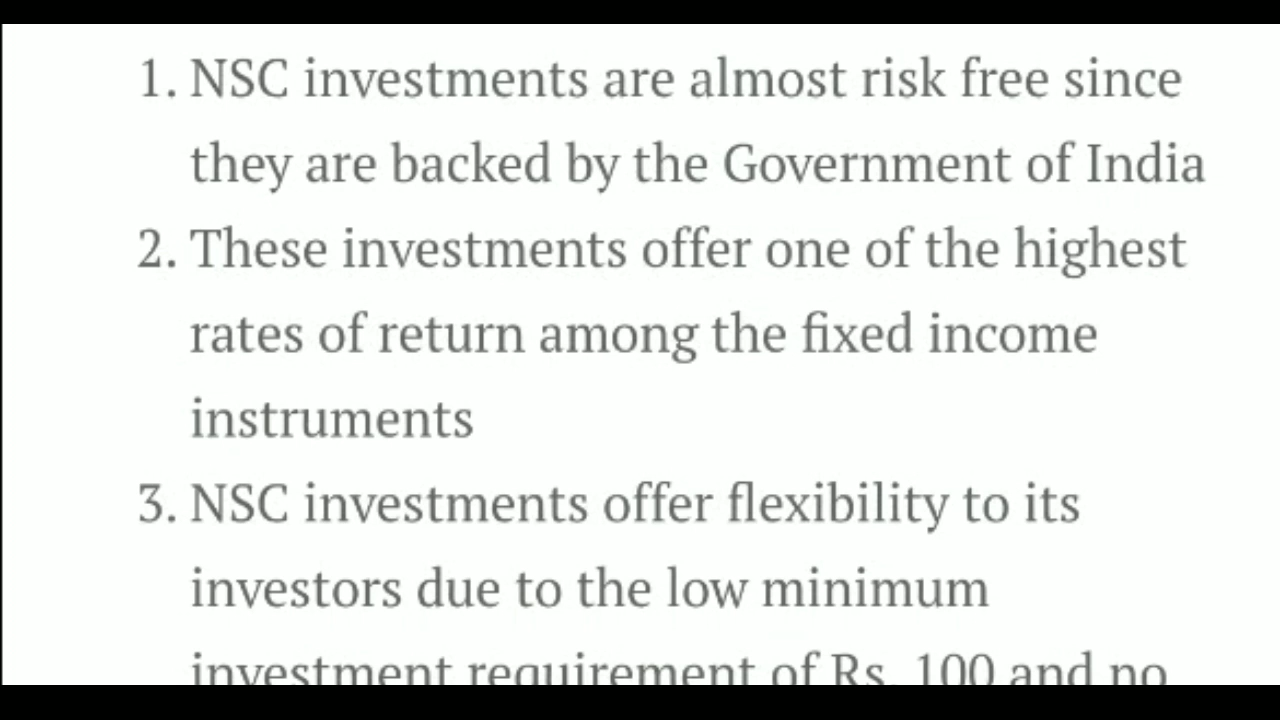 1. NSC investments are almost risk free since
they are backed by the Government of India
2. These investments offer one of the highest
rates of return among the fixed income
instruments
3. NSC investments offer flexibility to its
investors due to the low minimum
investment requirement of Rs. 100 and no